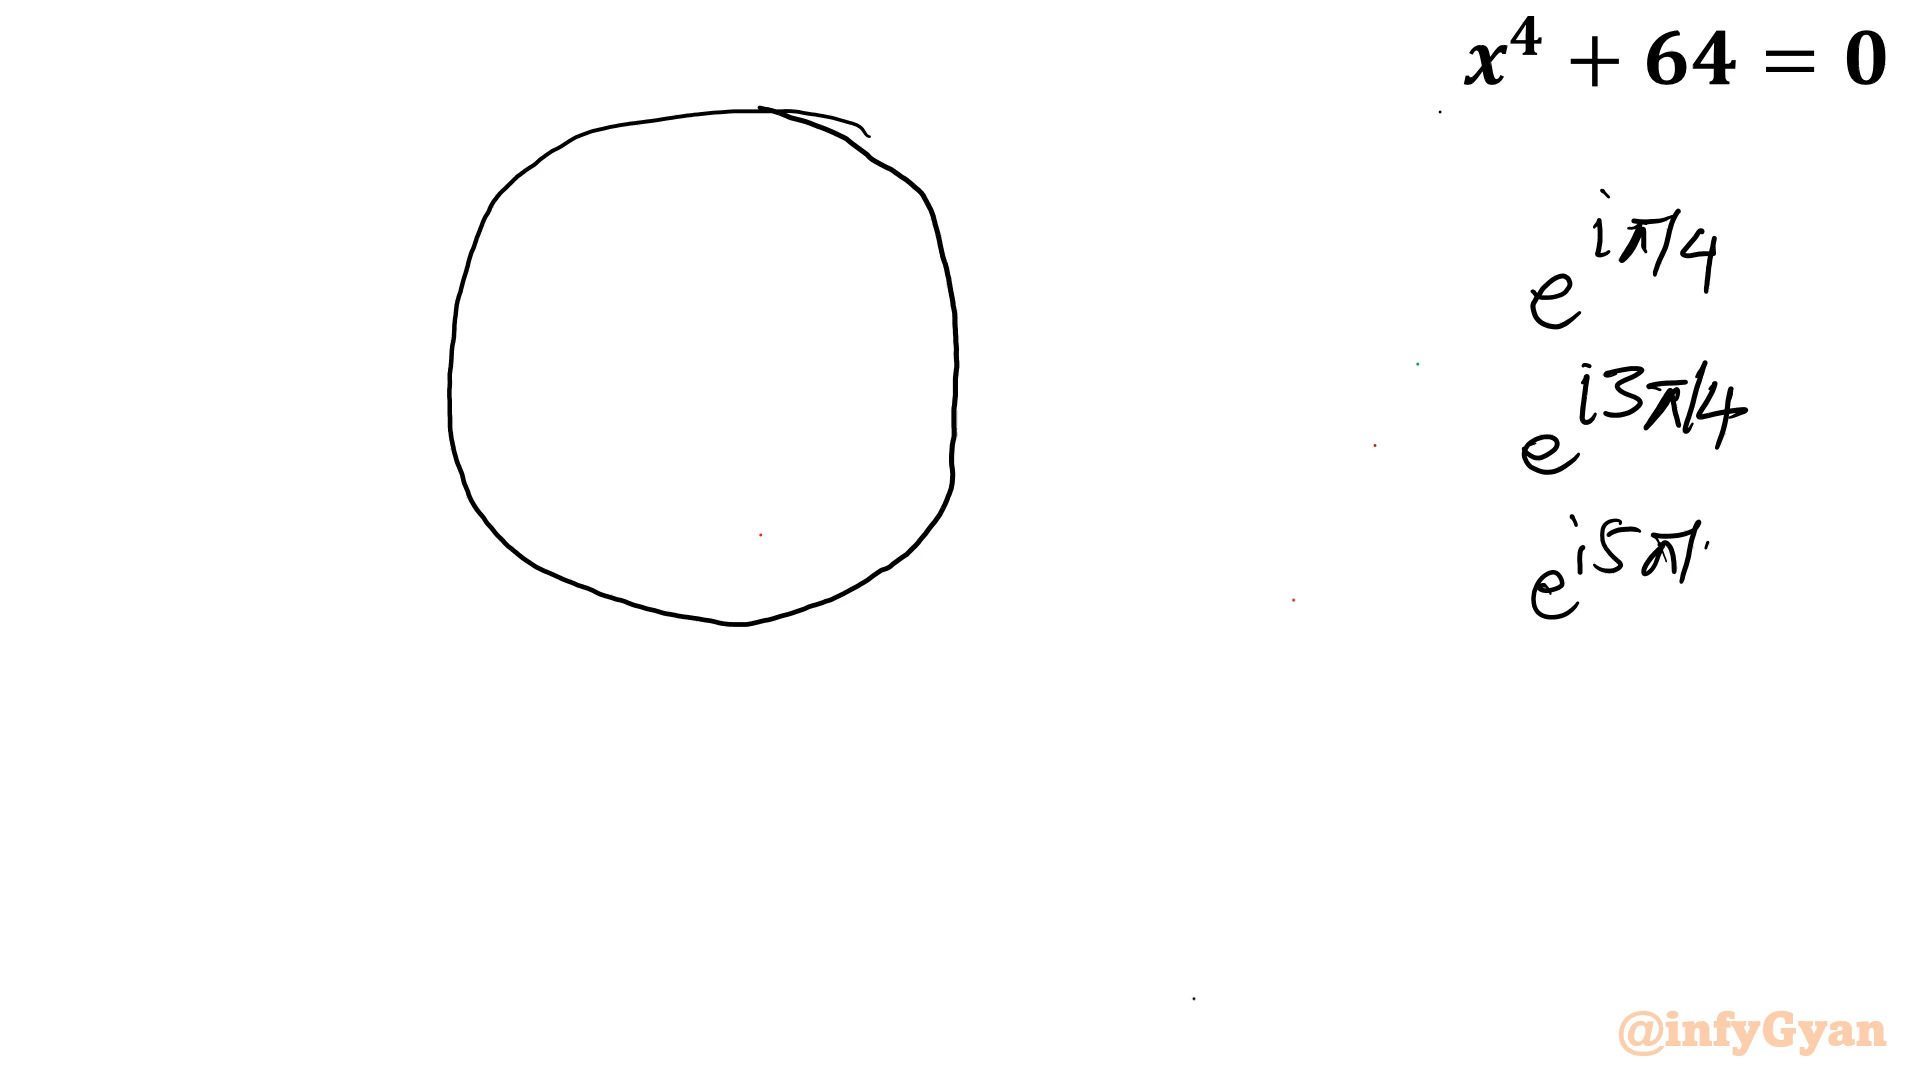 x⁴ + 64 = 0
e^{iπ/4}
e^{i3π/4}
e^{i5π/}
@infyGyan